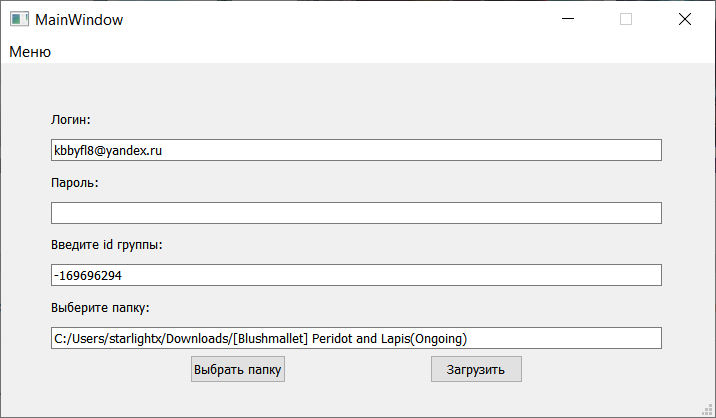 MainWindow
Меню
Логин:
kbbyfl8@yandex.ru
Пароль:
Введите id группы:
-169696294
Выберите папку:
C:/Users/starlightx/Downloads/[Blushmallet] Peridot and Lapis(Ongoing)
Выбрать папку
Загрузить